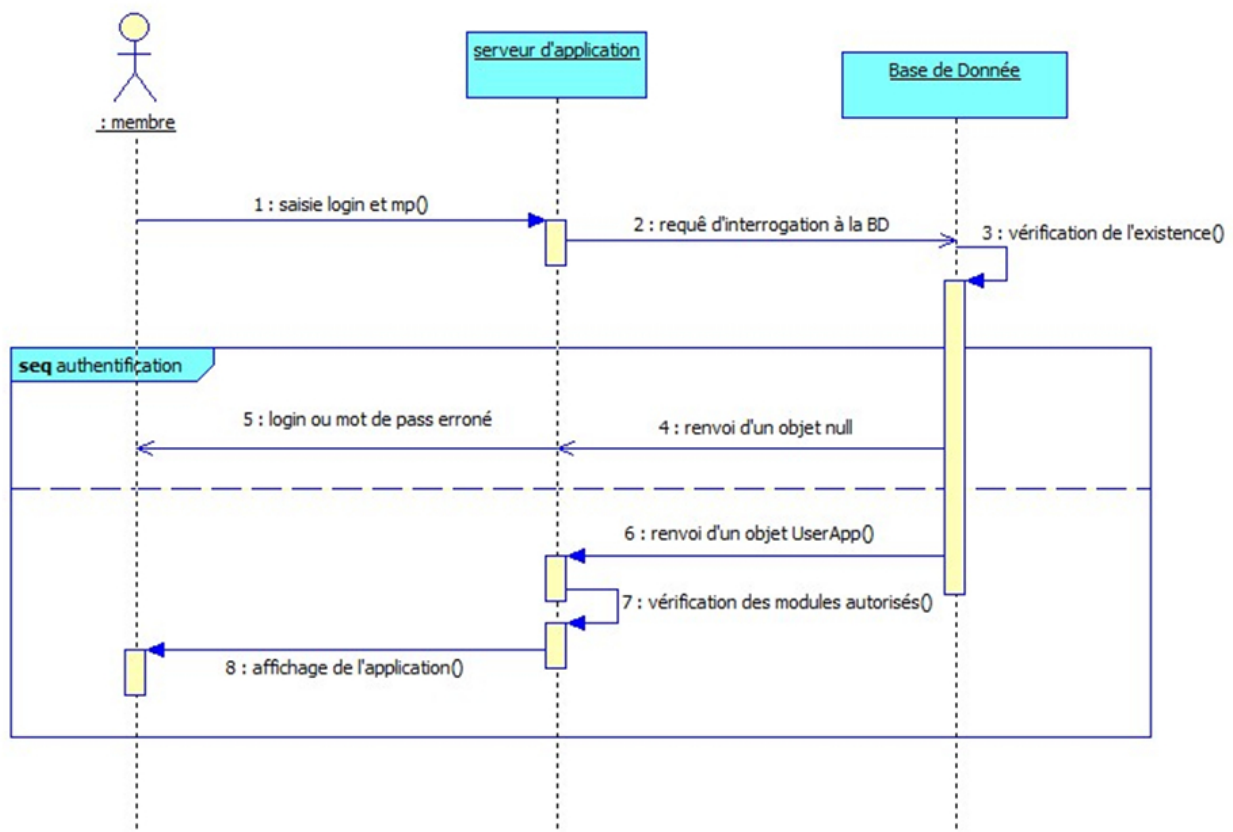 serveur d'application
Base de Donnée
: membre
1 : saisie login et mp()
2 : requê d'interrogation à la BD
3 : vérification de l'existence()
seq authentification
5 : login ou mot de pass erroné
4 : renvoi d'un objet null
6 : renvoi d'un objet UserApp()
7 : vérification des modules autorisés()
8 : affichage de l'application()